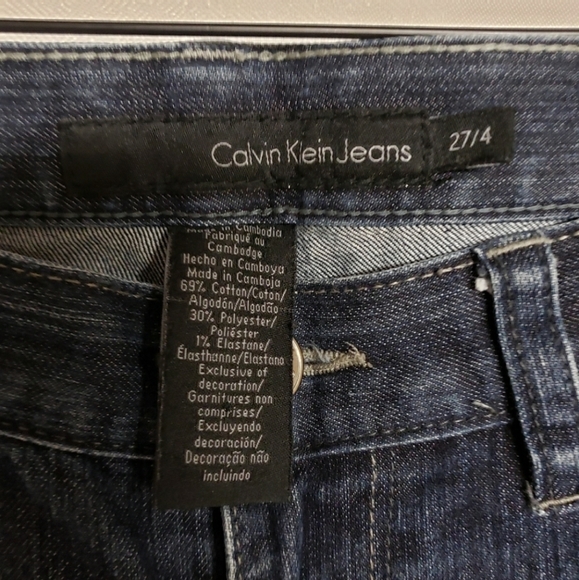 Calvin Klein Jeans 27/4
Made in Cambodia
Fabriqué au
Cambodge
Hecho en Camboya
Made in Camboja
69% Cotton/Coton/
Algodón/Algodão
30% Polyester/
Poliéster
1% Elastane/
Élasthanne/Elastano
Exclusive of
decoration/
Garnitures non
comprises/
Excluyendo
decoración/
Decoração não
incluindo